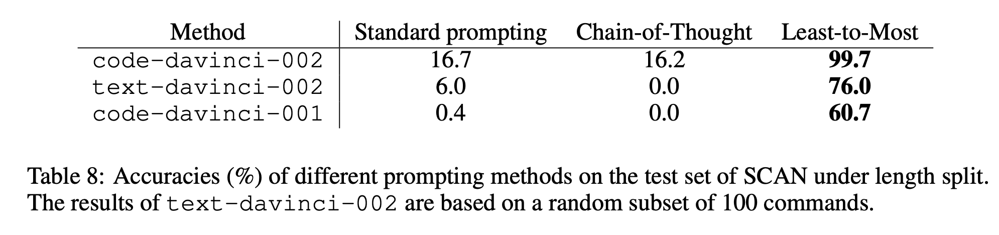 Method Standard prompting Chain-of-Thought Least-to-Most
code-davinci-002 16.7 16.2 99.7
text-davinci-002 6.0 0.0 76.0
code-davinci-001 0.4 0.0 60.7
Table 8: Accuracies (%) of different prompting methods on the test set of SCAN under length split.
The results of text-davinci-002 are based on a random subset of 100 commands.